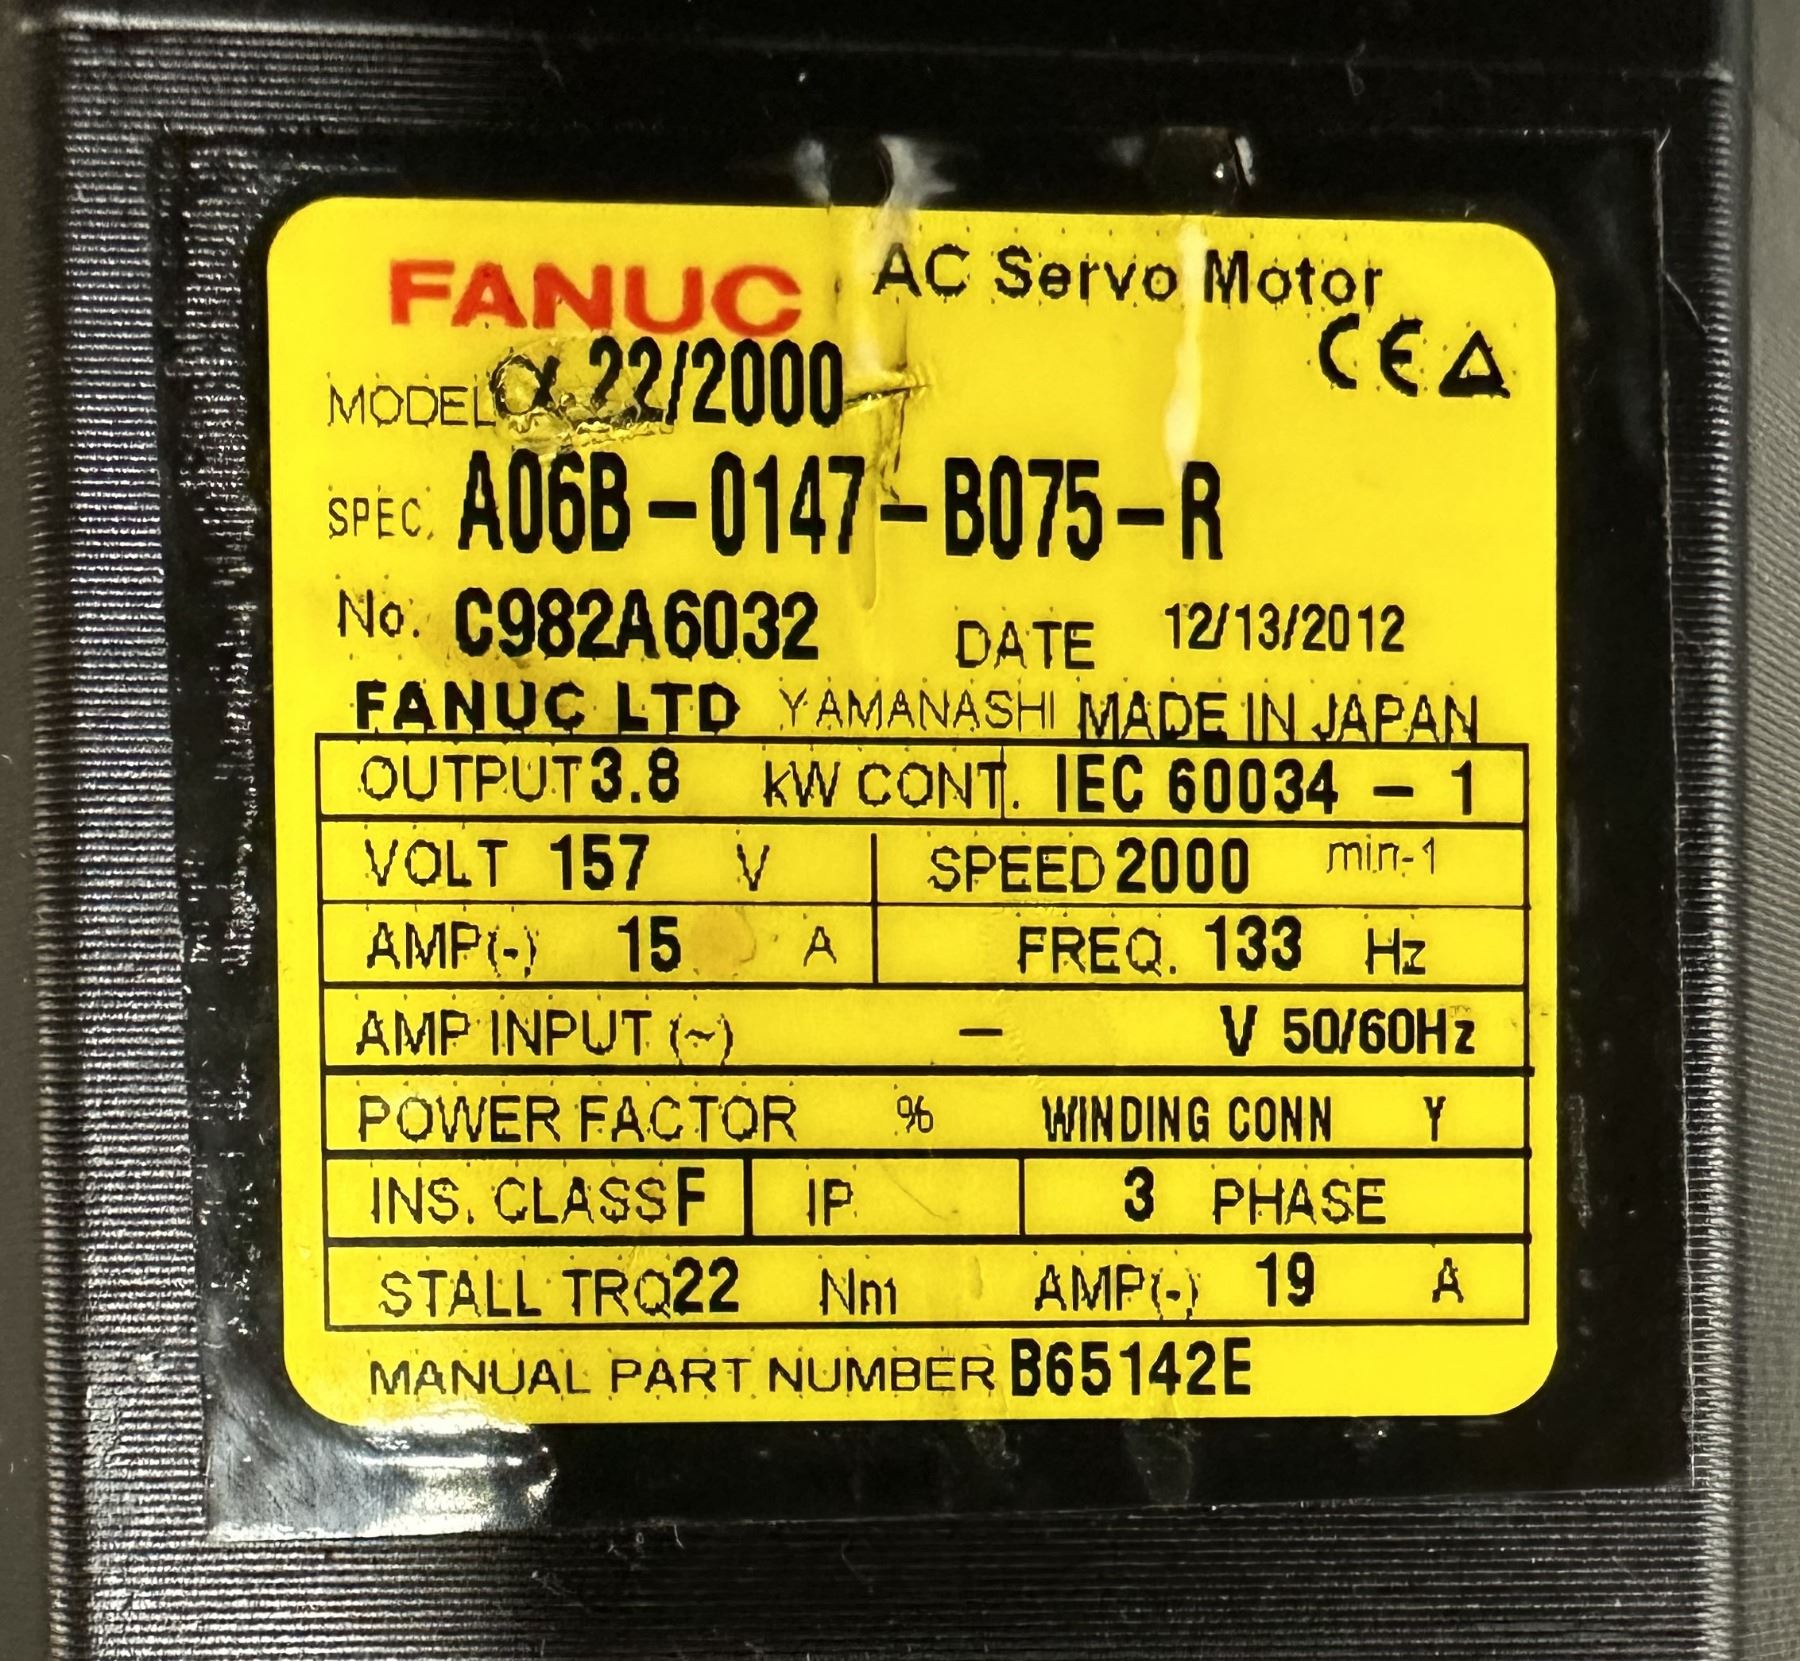 FANUC AC Servo Motor
CE
MODEL α 22/2000
SPEC. A06B-0147-B075-R
No. C982A6032 DATE 12/13/2012
FANUC LTD YAMANASHI MADE IN JAPAN
OUTPUT 3.8 kW CONT. IEC 60034-1
VOLT 157 V SPEED 2000 min-1
AMP(~) 15 A FREQ. 133 Hz
AMP INPUT (~) - V 50/60Hz
POWER FACTOR % WINDING CONN Y
INS. CLASS F IP 3 PHASE
STALL TRQ 22 Nm AMP(~) 19 A
MANUAL PART NUMBER B65142E